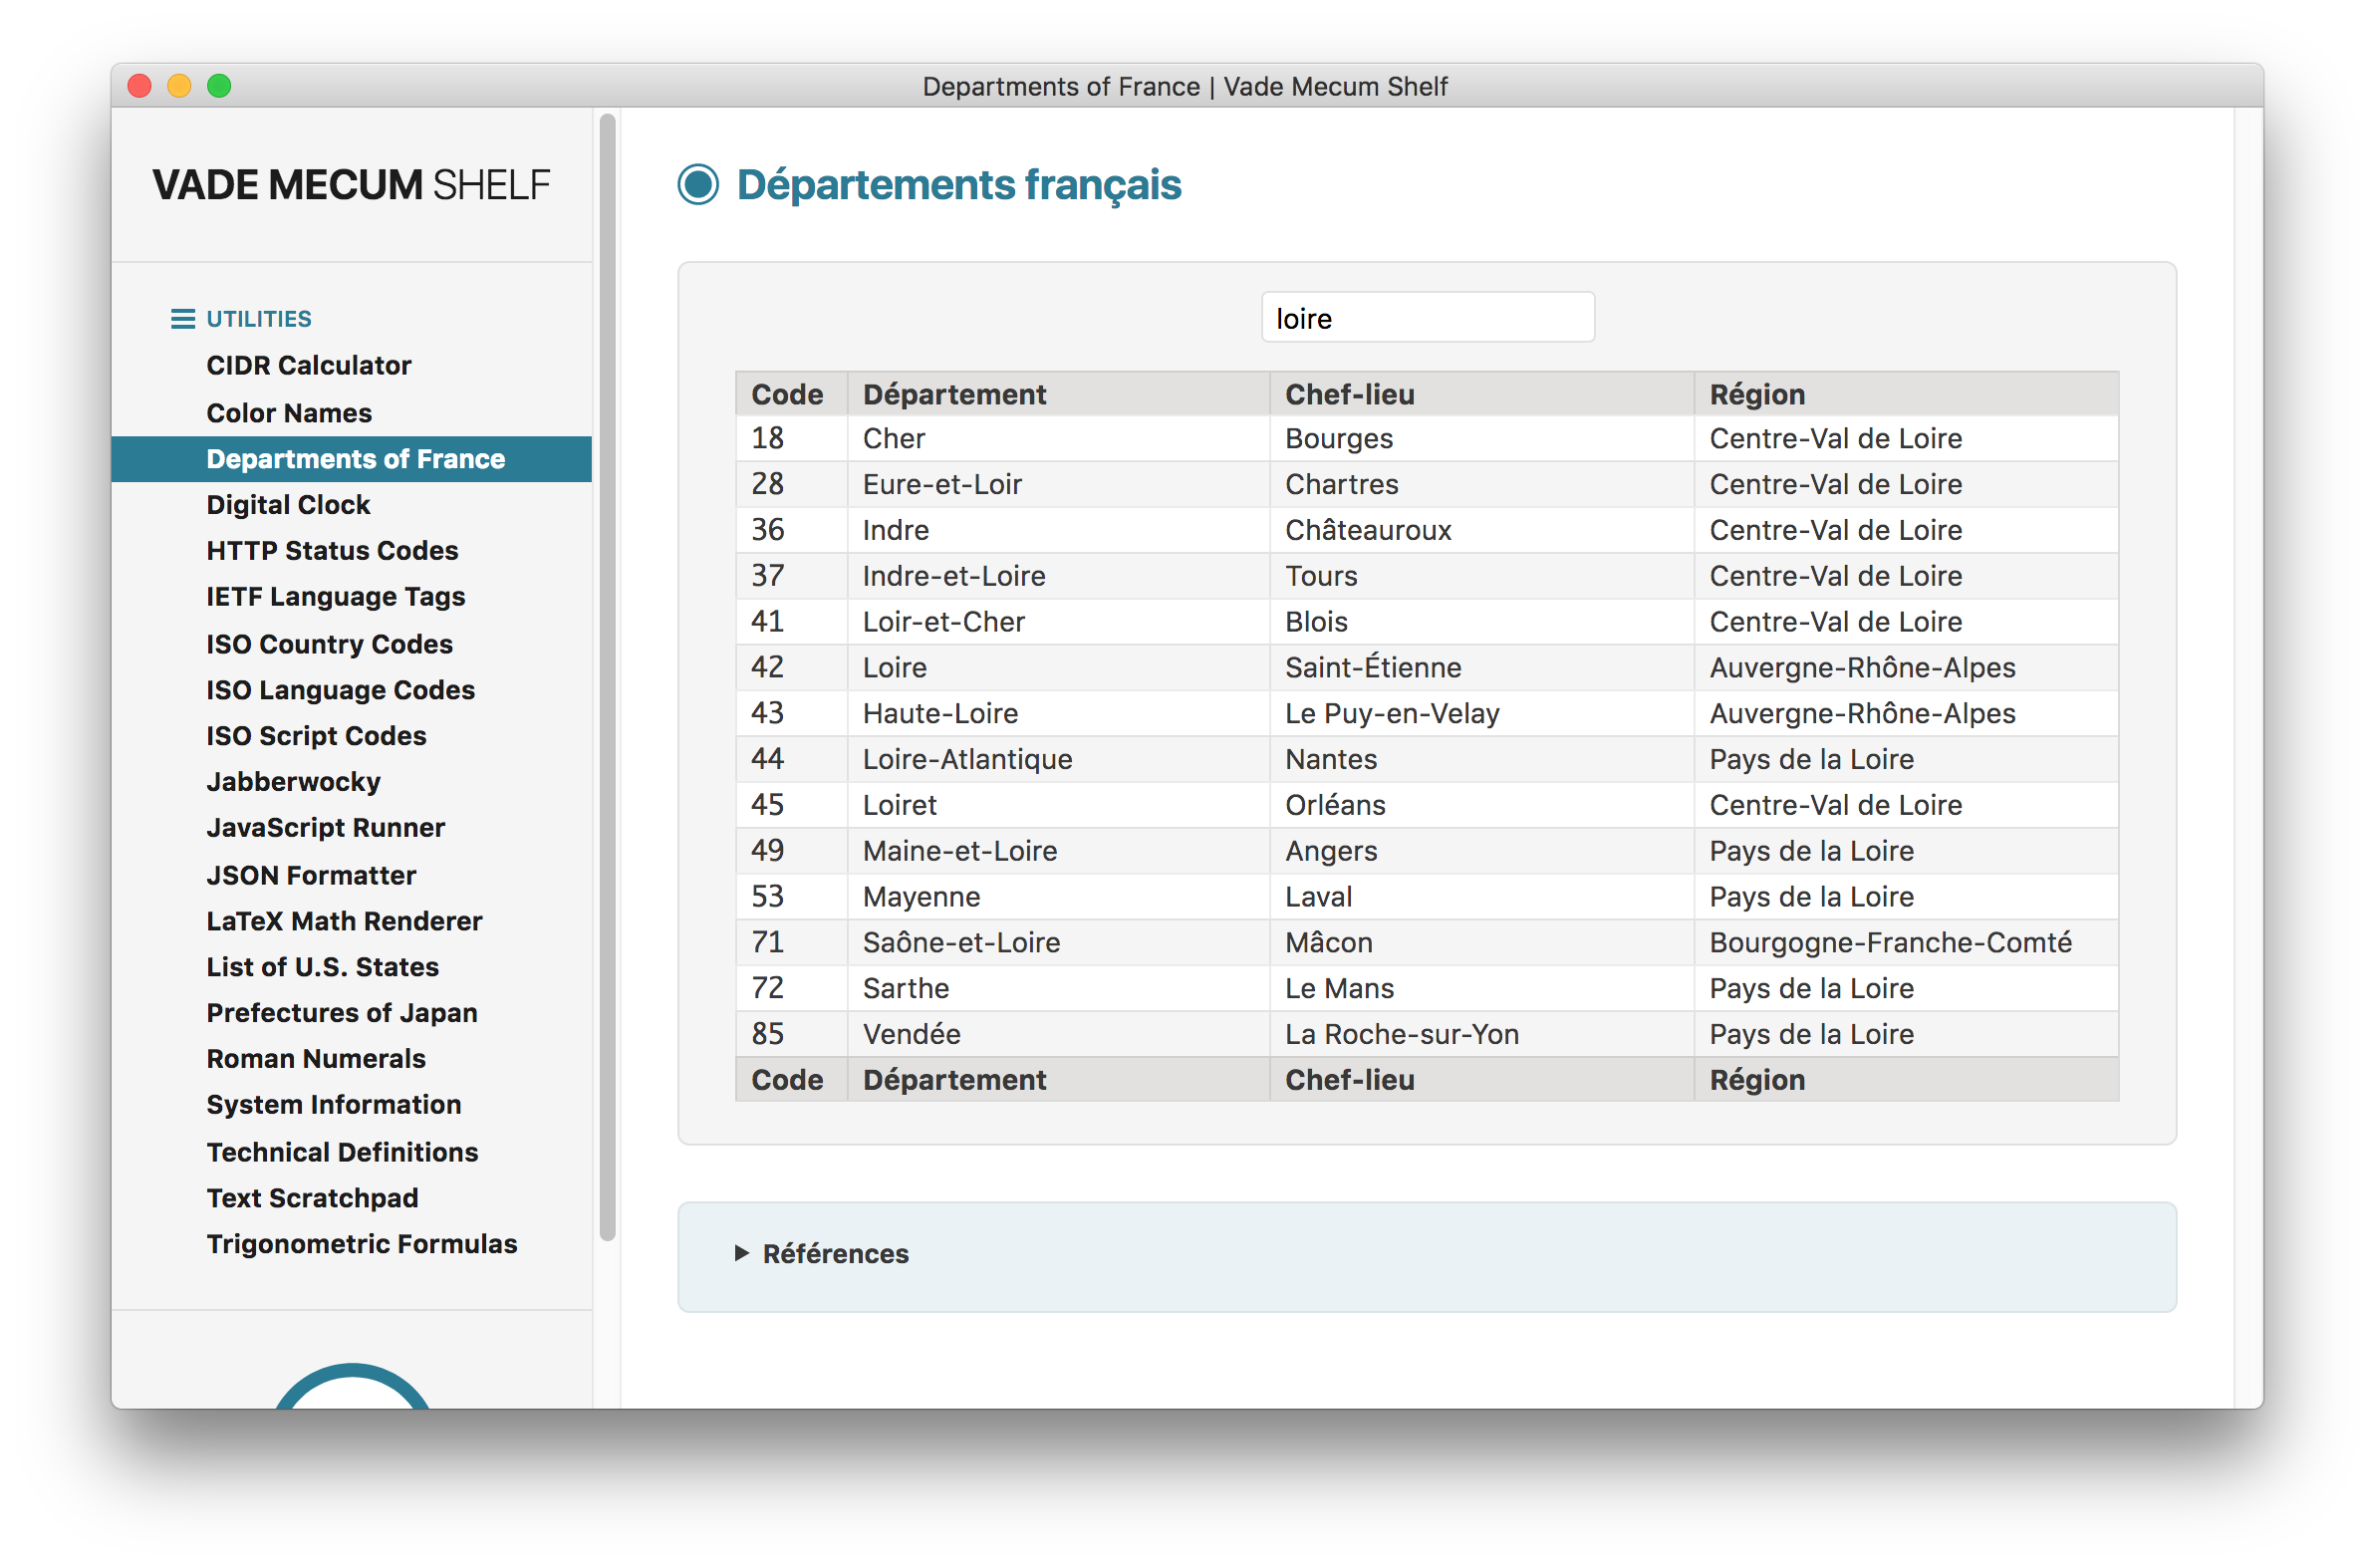 Departments of France | Vade Mecum Shelf
VADE MECUM SHELF
UTILITIES
CIDR Calculator
Color Names
Departments of France
Digital Clock
HTTP Status Codes
IETF Language Tags
ISO Country Codes
ISO Language Codes
ISO Script Codes
Jabberwocky
JavaScript Runner
JSON Formatter
LaTeX Math Renderer
List of U.S. States
Prefectures of Japan
Roman Numerals
System Information
Technical Definitions
Text Scratchpad
Trigonometric Formulas
Départements français
loire
Code Département Chef-lieu Région
18 Cher Bourges Centre-Val de Loire
28 Eure-et-Loir Chartres Centre-Val de Loire
36 Indre Châteauroux Centre-Val de Loire
37 Indre-et-Loire Tours Centre-Val de Loire
41 Loir-et-Cher Blois Centre-Val de Loire
42 Loire Saint-Étienne Auvergne-Rhône-Alpes
43 Haute-Loire Le Puy-en-Velay Auvergne-Rhône-Alpes
44 Loire-Atlantique Nantes Pays de la Loire
45 Loiret Orléans Centre-Val de Loire
49 Maine-et-Loire Angers Pays de la Loire
53 Mayenne Laval Pays de la Loire
71 Saône-et-Loire Mâcon Bourgogne-Franche-Comté
72 Sarthe Le Mans Pays de la Loire
85 Vendée La Roche-sur-Yon Pays de la Loire
Code Département Chef-lieu Région
Références